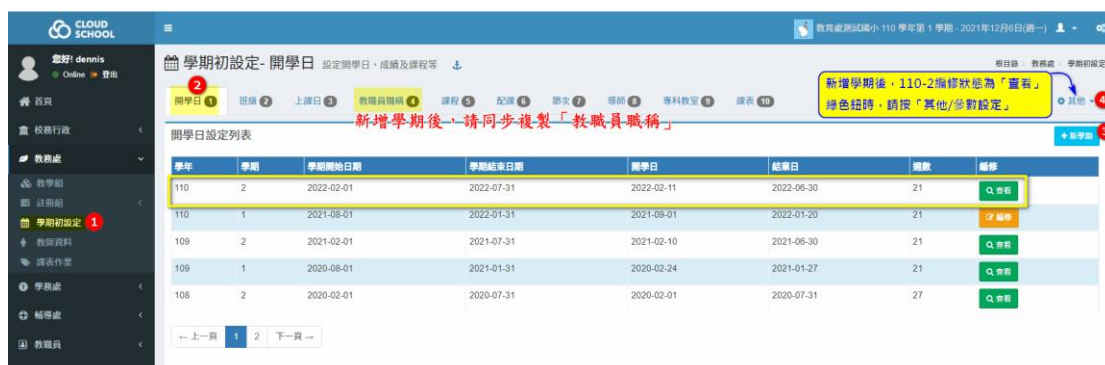 CLOUD SCHOOL
教育處測試國小 110 學年第 1 學期 - 2021年12月6日(週一)
您好! dennis
Online 登出
學期初設定- 開學日 設定開學日、成績及課程等
根目錄 教務處 學期初設定
2
開學日 1 班級 2 上課日 3 教職員職稱 4 課程 5 配課 6 節次 7 導師 8 專科教室 9 課表 10
新增學期後,110-2編修狀態為「查看」
綠色鈕時,請按「其他/參數設定」
其他 4
新增學期後,請同步複製「教職員職稱」
首頁
校務行政
教務處
教學組
註冊組
學期初設定 1
教師資料
課表作業
學務處
輔導處
教職員
開學日設定列表
+ 新學期 3
學年 學期 學期開始日期 學期結束日期 開學日 結業日 週數 編修
110 2 2022-02-01 2022-07-31 2022-02-11 2022-06-30 21 查看
110 1 2021-08-01 2022-01-31 2021-09-01 2022-01-20 21 編修
109 2 2021-02-01 2021-07-31 2021-02-10 2021-06-30 21 查看
109 1 2020-08-01 2021-01-31 2020-02-24 2021-01-27 21 查看
108 2 2020-02-01 2020-07-31 2020-02-01 2020-07-31 27 查看
←上一頁 1 2 下一頁→